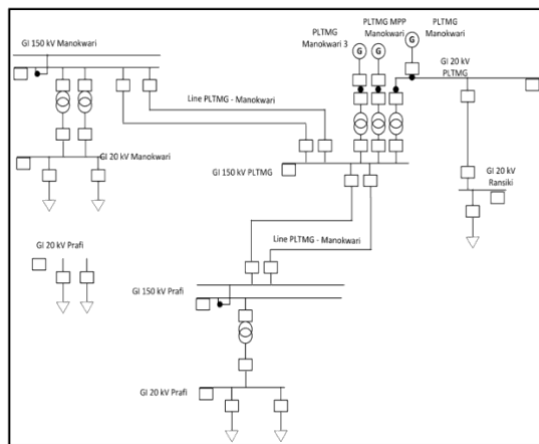 PLTMG
Manokwari 3
PLTMG MPP
Manokwari
PLTMG
Manokwari
G
G
G
GI 150 kV Manokwari
GI 20 kV
PLTMG
Line PLTMG - Manokwari
GI 20 kV Manokwari
GI 150 kV PLTMG
GI 20 kV
Ransiki
Line PLTMG - Manokwari
GI 20 kV Prafi
GI 150 kV Prafi
GI 20 kV Prafi